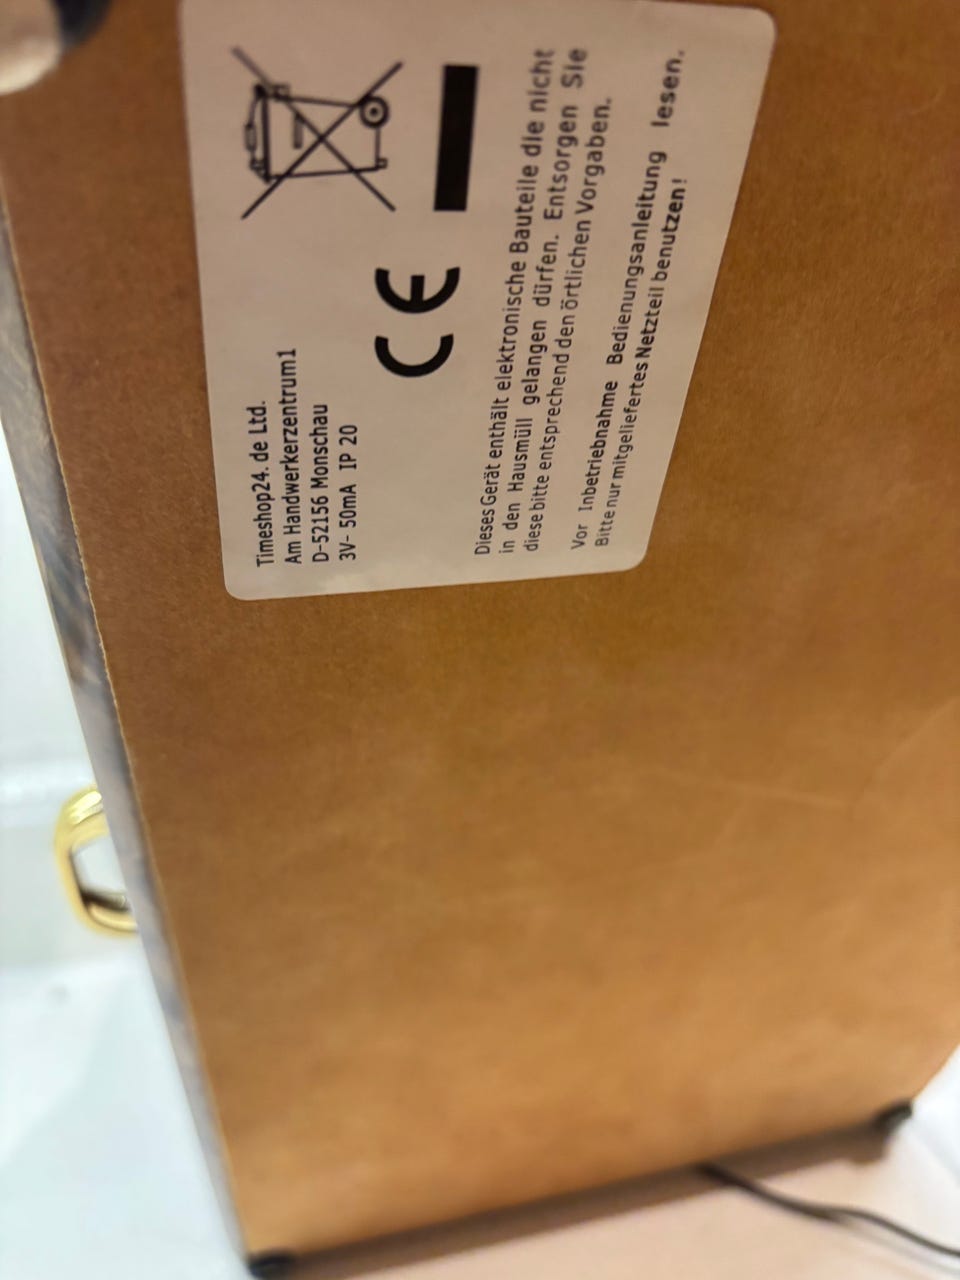 Timeshop24. de Ltd.
Am Handwerkerzentrum1
D-52156 Monschau
3V- 50mA IP 20
CE
Dieses Gerät enthält elektronische Bauteile die nicht
in den Hausmüll gelangen dürfen. Entsorgen Sie
diese bitte entsprechend den örtlichen Vorgaben.
Vor Inbetriebnahme Bedienungsanleitung lesen.
Bitte nur mitgeliefertes Netzteil benutzen!